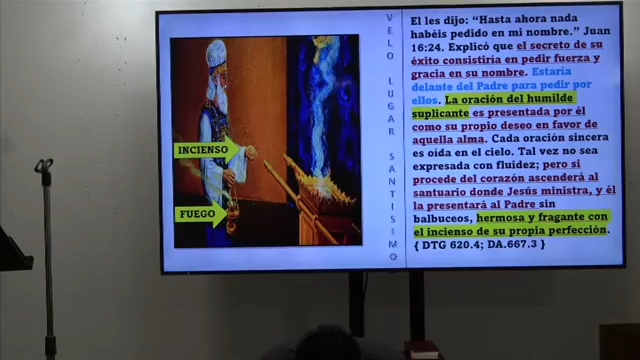 INCIENSO
FUEGO
VELO LUGAR SANTISIMO
El les dijo: “Hasta ahora nada
habéis pedido en mi nombre.” Juan
16:24. Explicó que el secreto de su
éxito consistiría en pedir fuerza y
gracia en su nombre. Estaría
delante del Padre para pedir por
ellos. La oración del humilde
suplicante es presentada por él
como su propio deseo en favor de
aquella alma. Cada oración sincera
es oída en el cielo. Tal vez no sea
expresada con fluidez; pero si
procede del corazón ascenderá al
santuario donde Jesús ministra, y él
la presentará al Padre sin
balbuceos, hermosa y fragante con
el incienso de su propia perfección.
{ DTG 620.4; DA.667.3 }